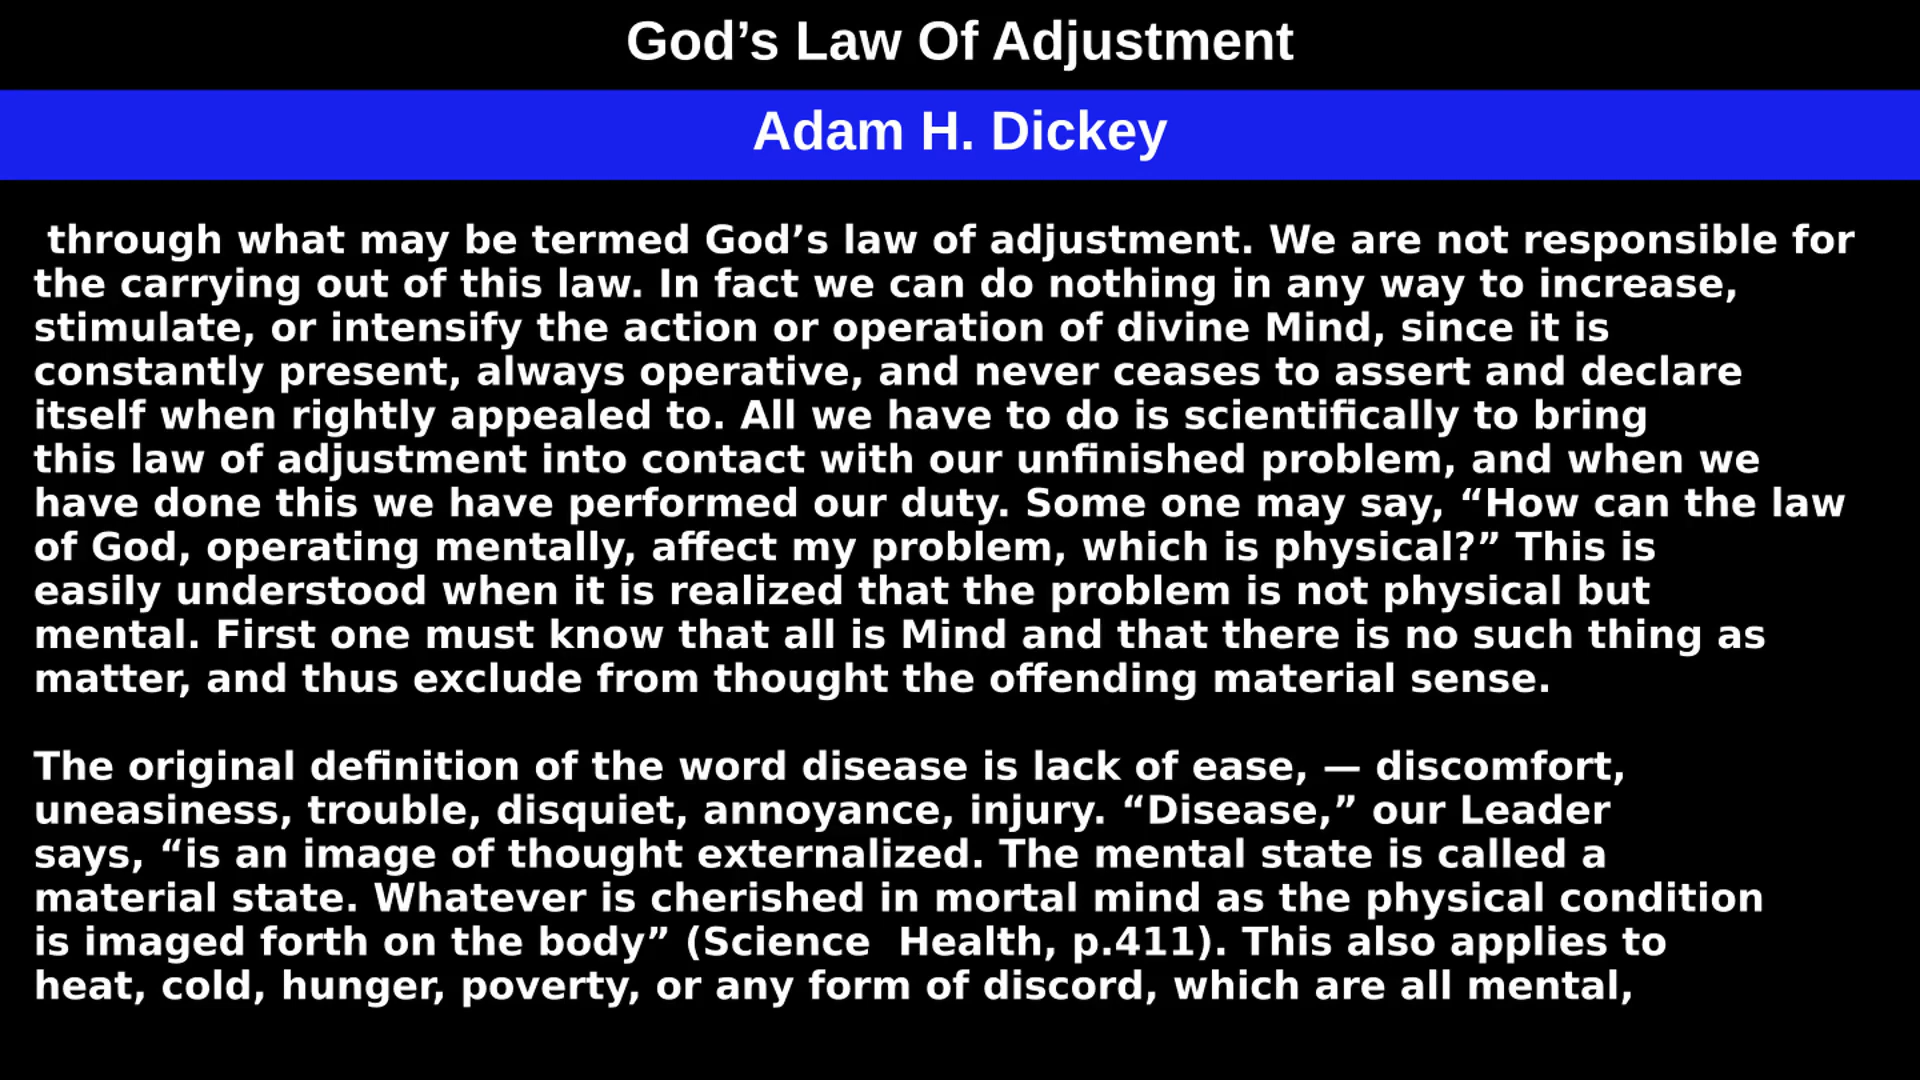 God’s Law Of Adjustment
Adam H. Dickey
through what may be termed God’s law of adjustment. We are not responsible for
the carrying out of this law. In fact we can do nothing in any way to increase,
stimulate, or intensify the action or operation of divine Mind, since it is
constantly present, always operative, and never ceases to assert and declare
itself when rightly appealed to. All we have to do is scientifically to bring
this law of adjustment into contact with our unfinished problem, and when we
have done this we have performed our duty. Some one may say, “How can the law
of God, operating mentally, affect my problem, which is physical?” This is
easily understood when it is realized that the problem is not physical but
mental. First one must know that all is Mind and that there is no such thing as
matter, and thus exclude from thought the offending material sense.
The original definition of the word disease is lack of ease, — discomfort,
uneasiness, trouble, disquiet, annoyance, injury. “Disease,” our Leader
says, “is an image of thought externalized. The mental state is called a
material state. Whatever is cherished in mortal mind as the physical condition
is imaged forth on the body” (Science  Health, p.411). This also applies to
heat, cold, hunger, poverty, or any form of discord, which are all mental,